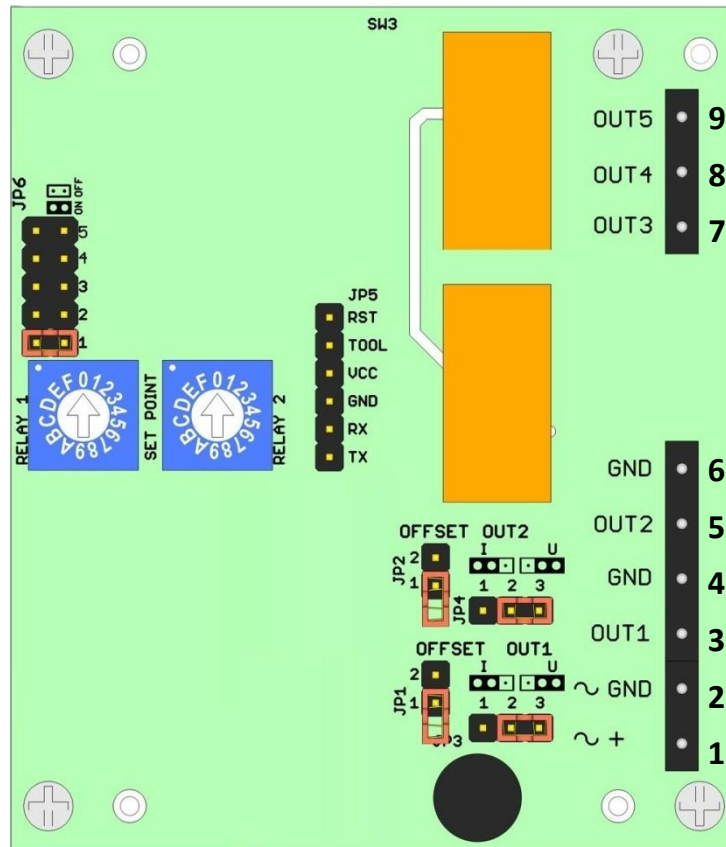 SW3
OUT5 9
OUT4 8
OUT3 7
JP6
ON OFF
5
4
3
2
1
JP5
RST
TOOL
VCC
GND
RX
TX
RELAY 1
0123456789ABCDEF
SET POINT
0123456789ABCDEF
RELAY 2
GND 6
OUT2 5
GND 4
OUT1 3
~ GND 2
~ + 1
OFFSET OUT2
I U
JP2
2
1
JP4
1 2 3
OFFSET OUT1
I U
JP1
2
1
1 2 3
JP3